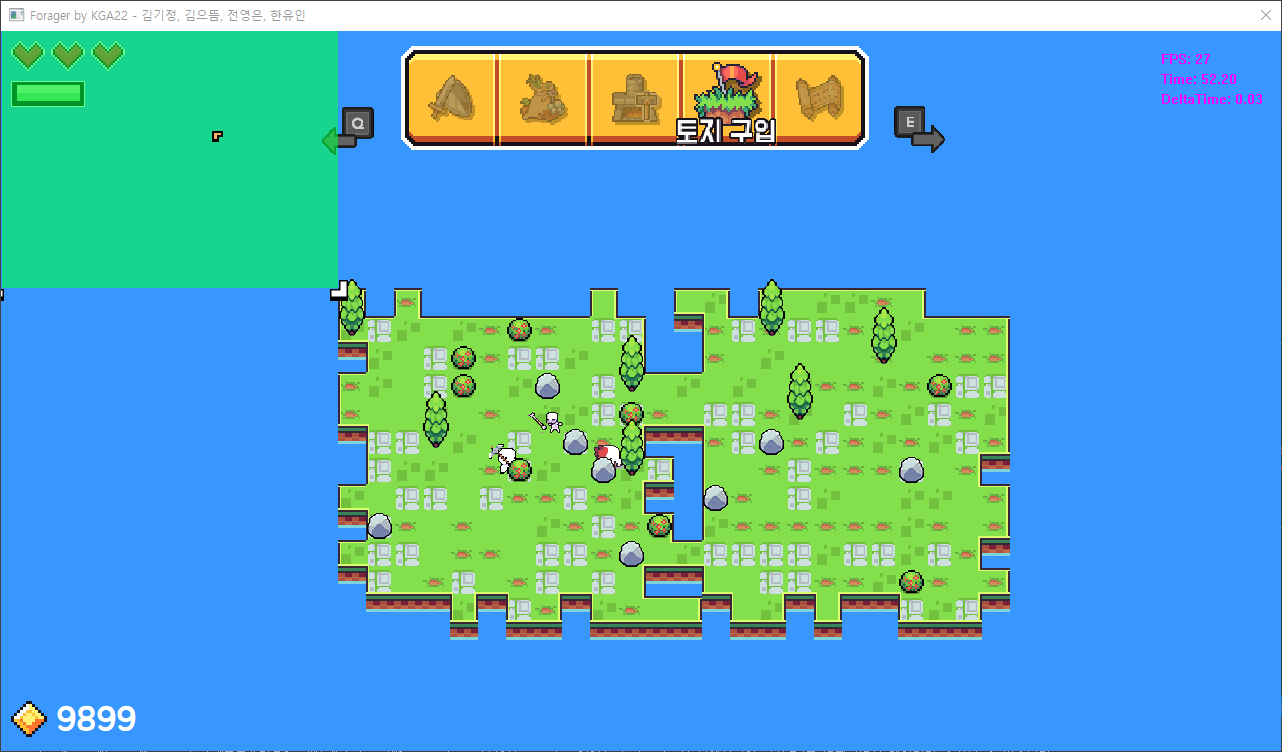 Forager by KGA22 - 김기정, 김으뜸, 전영은, 한유인
FPS: 27
Time: 52.20
DeltaTime: 0.03
Q
E
토지 구입
9899